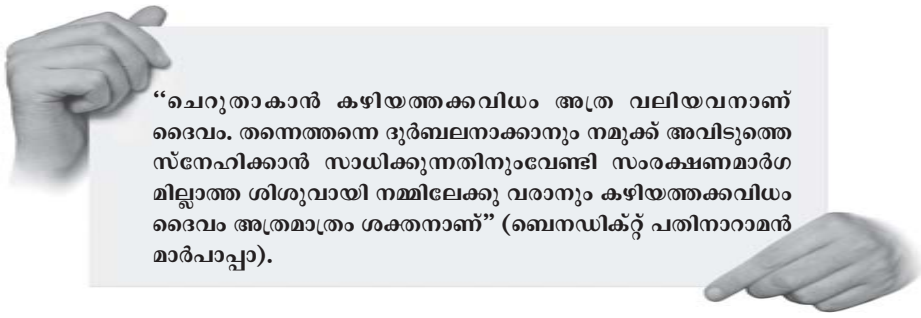 “ചെറുതാകാൻ കഴിയത്തക്കവിധം അത്ര വലിയവനാണ്
ദൈവം. തന്നെത്തന്നെ ദുർബലനാക്കാനും നമുക്ക് അവിടുത്തെ
സ്നേഹിക്കാൻ സാധിക്കുന്നതിനുംവേണ്ടി സംരക്ഷണമാർഗ
മില്ലാത്ത ശിശുവായി നമ്മിലേക്കു വരാനും കഴിയത്തക്കവിധം
ദൈവം അത്രമാത്രം ശക്തനാണ്” (ബെനഡിക്റ്റ് പതിനാറാമൻ
മാർപാപ്പാ).